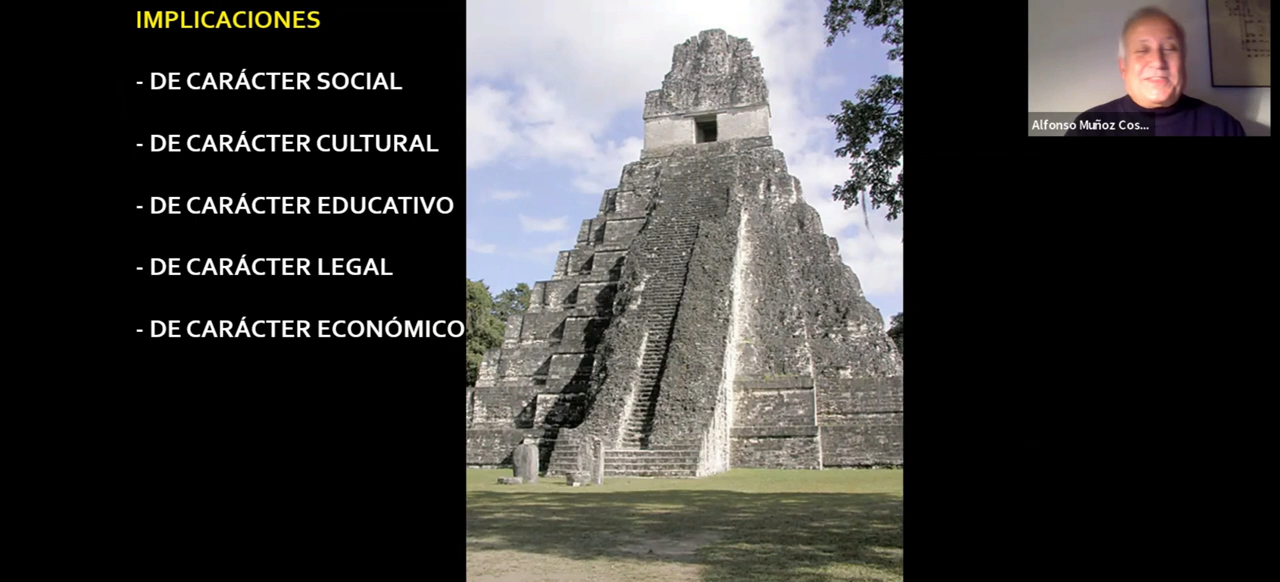 IMPLICACIONES
- DE CARÁCTER SOCIAL
- DE CARÁCTER CULTURAL
- DE CARÁCTER EDUCATIVO
- DE CARÁCTER LEGAL
- DE CARÁCTER ECONÓMICO
Alfonso Muñoz Cos...